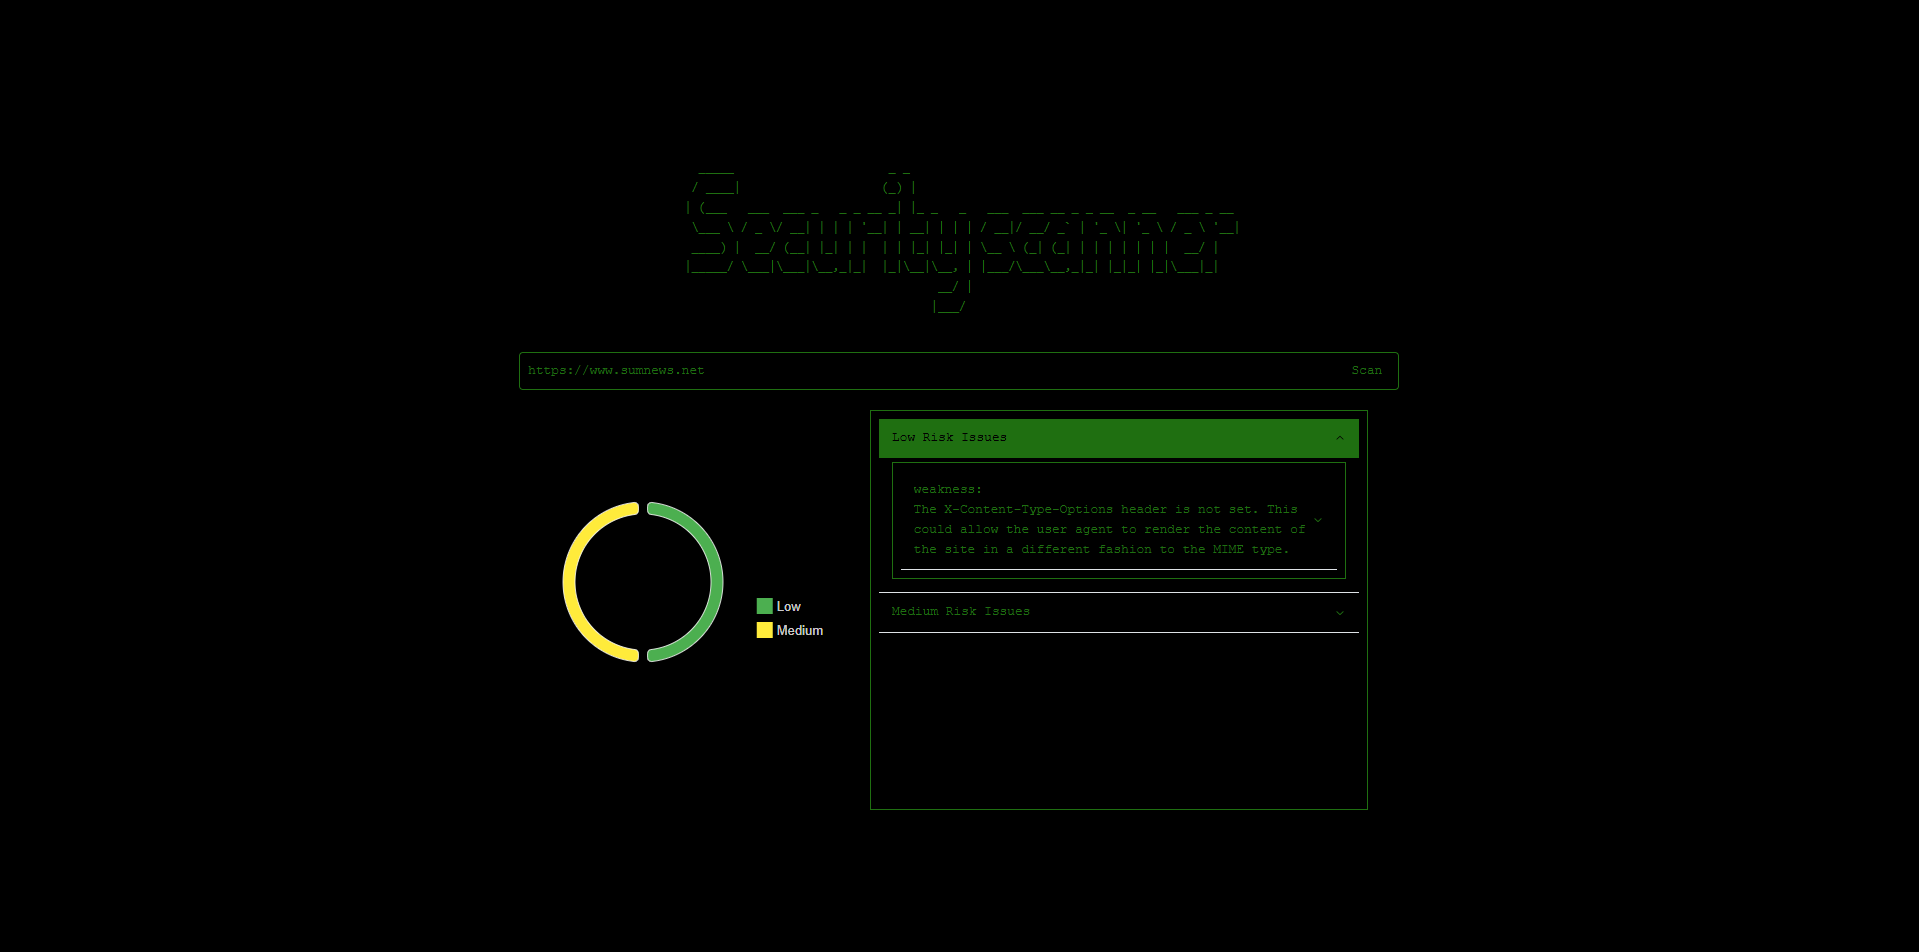 Securityscanner
https://www.sumnews.net
Scan
Low Risk Issues
weakness:
The X-Content-Type-Options header is not set. This
could allow the user agent to render the content of
the site in a different fashion to the MIME type.
Low
Medium
Medium Risk Issues